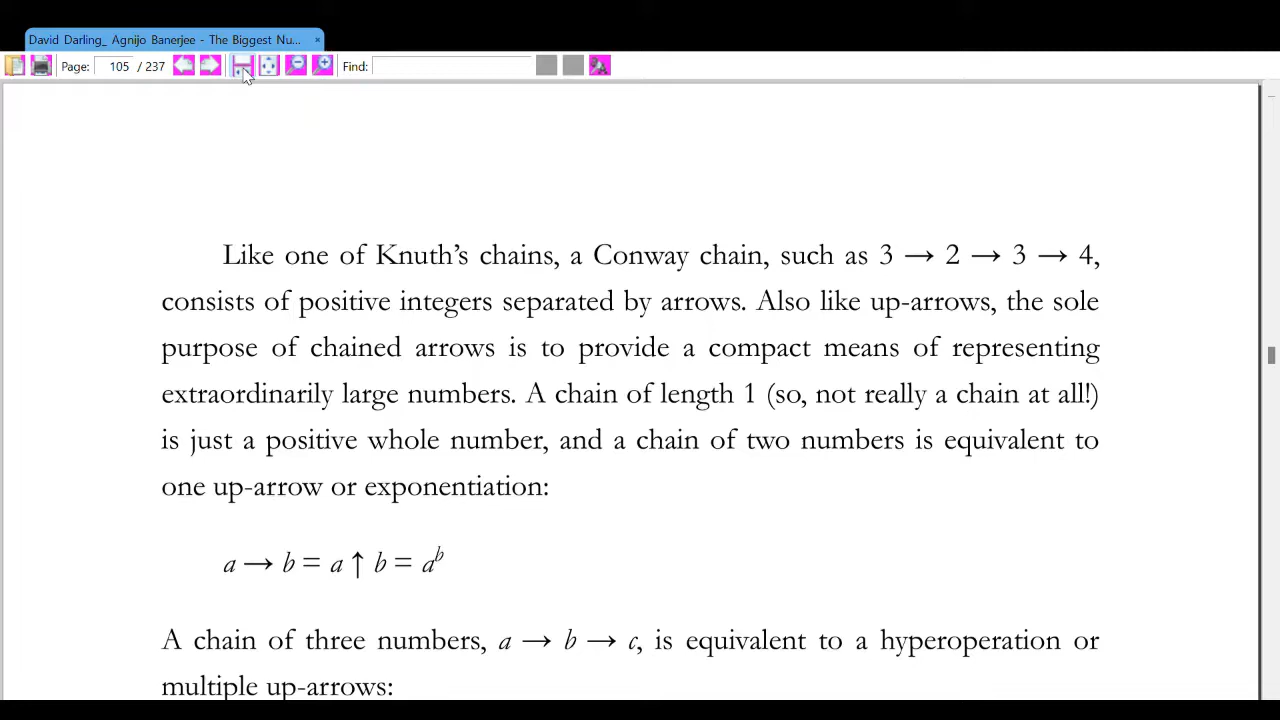 David Darling_ Agnijo Banerjee - The Biggest Nu... ×
Page: 105 / 237 Find:
Like one of Knuth’s chains, a Conway chain, such as 3 → 2 → 3 → 4,
consists of positive integers separated by arrows. Also like up-arrows, the sole
purpose of chained arrows is to provide a compact means of representing
extraordinarily large numbers. A chain of length 1 (so, not really a chain at all!)
is just a positive whole number, and a chain of two numbers is equivalent to
one up-arrow or exponentiation:
a → b = a ↑ b = aᵇ
A chain of three numbers, a → b → c, is equivalent to a hyperoperation or
multiple up-arrows: